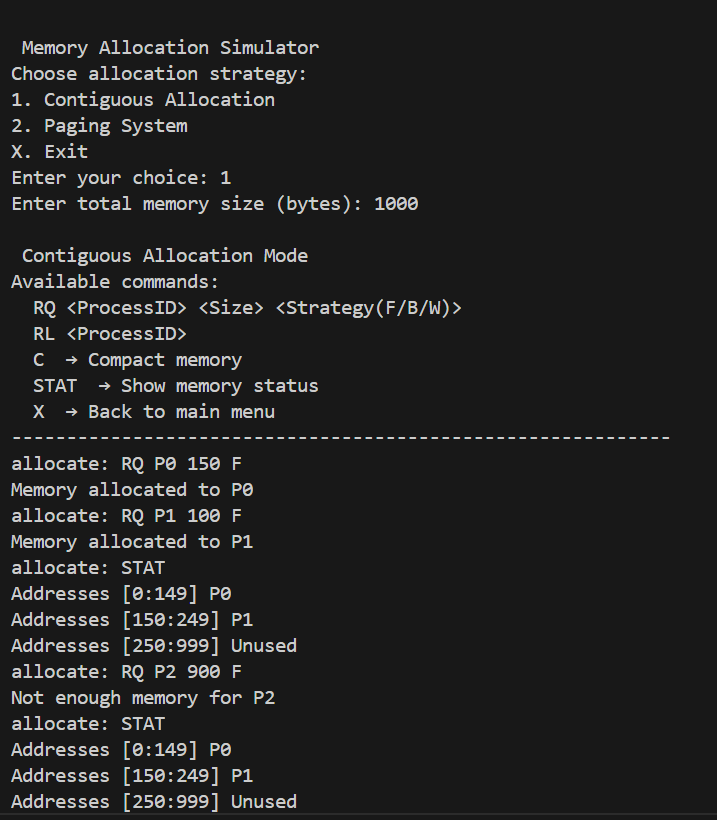 Memory Allocation Simulator
Choose allocation strategy:
1. Contiguous Allocation
2. Paging System
X. Exit
Enter your choice: 1
Enter total memory size (bytes): 1000
Contiguous Allocation Mode
Available commands:
RQ <ProcessID> <Size> <Strategy(F/B/W)>
RL <ProcessID>
C → Compact memory
STAT → Show memory status
X → Back to main menu
------------------------------------------------------------
allocate: RQ P0 150 F
Memory allocated to P0
allocate: RQ P1 100 F
Memory allocated to P1
allocate: STAT
Addresses [0:149] P0
Addresses [150:249] P1
Addresses [250:999] Unused
allocate: RQ P2 900 F
Not enough memory for P2
allocate: STAT
Addresses [0:149] P0
Addresses [150:249] P1
Addresses [250:999] Unused